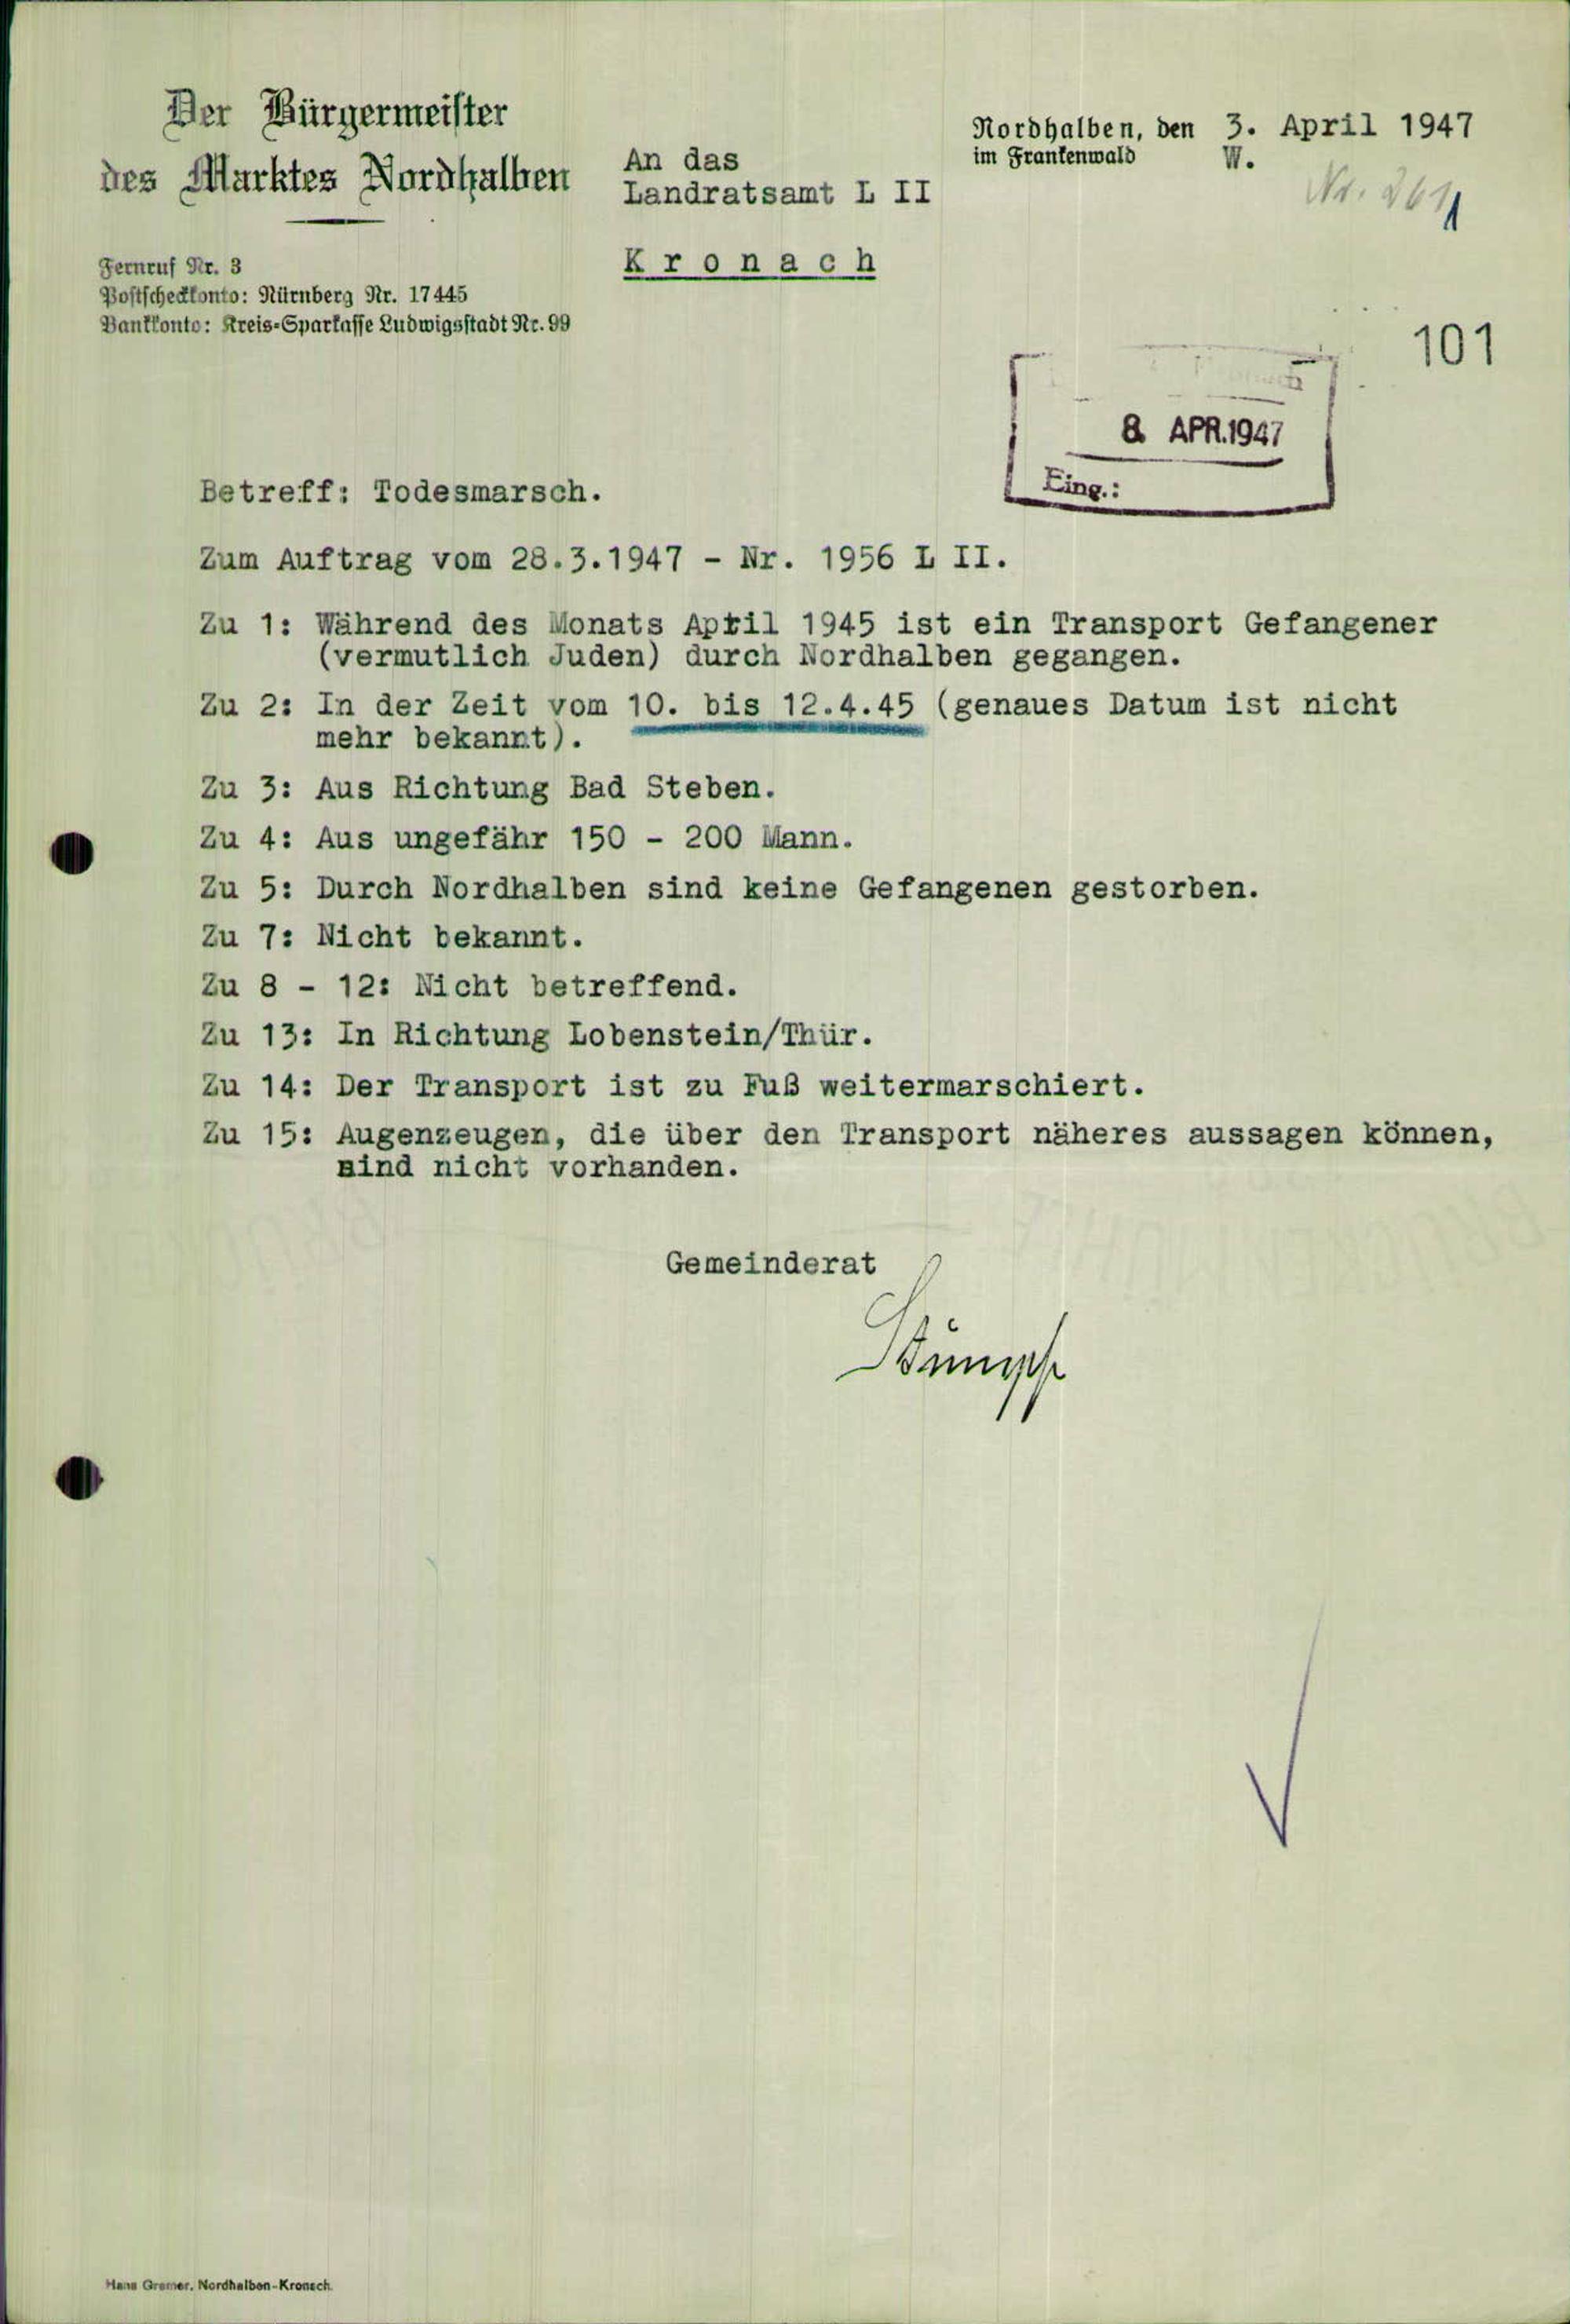 Der Bürgermeister
des Marktes Nordhalben
Fernruf Nr. 3
Postscheckkonto: Nürnberg Nr. 17445
Bankkonto: Kreis-Sparkasse Ludwigsstadt Nr. 99
An das
Landratsamt L II
Kronach
Nordhalben, den 3. April 1947
im Frankenwald W.
Nr.
101
8. APR. 1947
Eing.:
Betreff: Todesmarsch.
Zum Auftrag vom 28.3.1947 - Nr. 1956 L II.
Zu 1: Während des Monats April 1945 ist ein Transport Gefangener
(vermutlich Juden) durch Nordhalben gegangen.
Zu 2: In der Zeit vom 10. bis 12.4.45 (genaues Datum ist nicht
mehr bekannt).
Zu 3: Aus Richtung Bad Steben.
Zu 4: Aus ungefähr 150 - 200 Mann.
Zu 5: Durch Nordhalben sind keine Gefangenen gestorben.
Zu 7: Nicht bekannt.
Zu 8 - 12: Nicht betreffend.
Zu 13: In Richtung Lobenstein/Thür.
Zu 14: Der Transport ist zu Fuß weitermarschiert.
Zu 15: Augenzeugen, die über den Transport näheres aussagen können,
sind nicht vorhanden.
Gemeinderat
Hans Gremer, Nordhalben-Kronach.